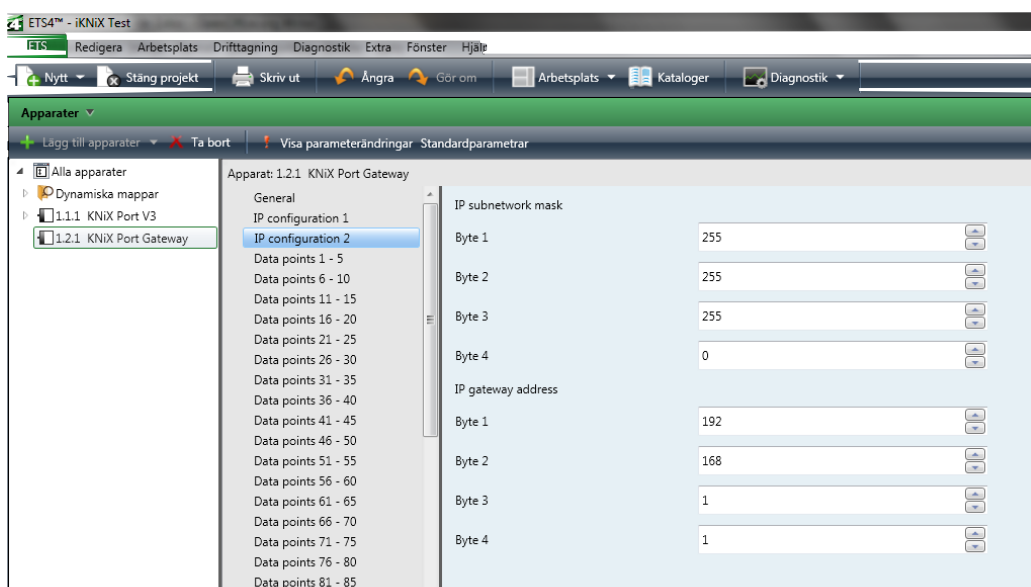 ETS4™ - iKNiX Test
ETS Redigera Arbetsplats Drifttagning Diagnostik Extra Fönster Hjälp
Nytt Stäng projekt Skriv ut Ångra Gör om Arbetsplats Kataloger Diagnostik
Apparater
Lägg till apparater Ta bort Visa parameterändringar Standardparametrar
Alla apparater
Dynamiska mappar
1.1.1 KNiX Port V3
1.2.1 KNiX Port Gateway
Apparat: 1.2.1 KNiX Port Gateway
General
IP configuration 1
IP configuration 2
Data points 1 - 5
Data points 6 - 10
Data points 11 - 15
Data points 16 - 20
Data points 21 - 25
Data points 26 - 30
Data points 31 - 35
Data points 36 - 40
Data points 41 - 45
Data points 46 - 50
Data points 51 - 55
Data points 56 - 60
Data points 61 - 65
Data points 66 - 70
Data points 71 - 75
Data points 76 - 80
Data points 81 - 85
IP subnetwork mask
Byte 1 255
Byte 2 255
Byte 3 255
Byte 4 0
IP gateway address
Byte 1 192
Byte 2 168
Byte 3 1
Byte 4 1